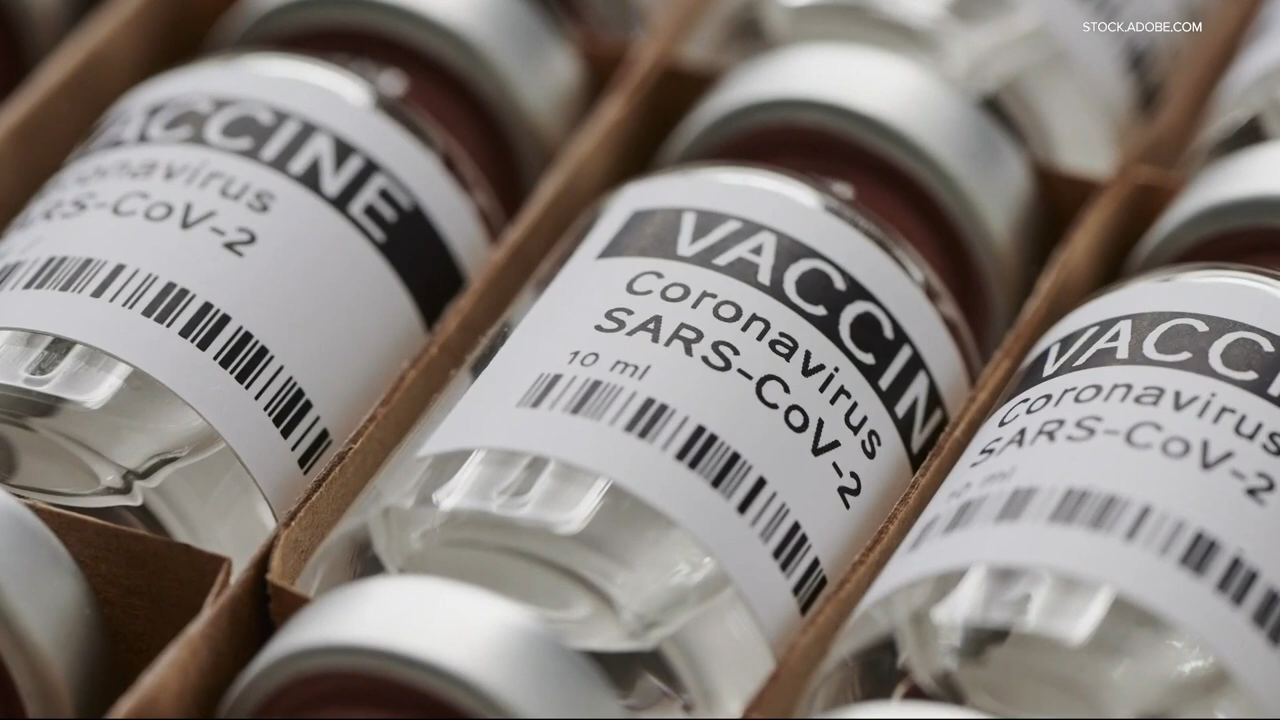 STOCK.ADOBE.COM
VACCINE
Coronavirus
SARS-CoV-2
VACCIN
Coronavirus
SARS-CoV-2
10 ml
VACCI
Coronavirus
SARS-CoV-2